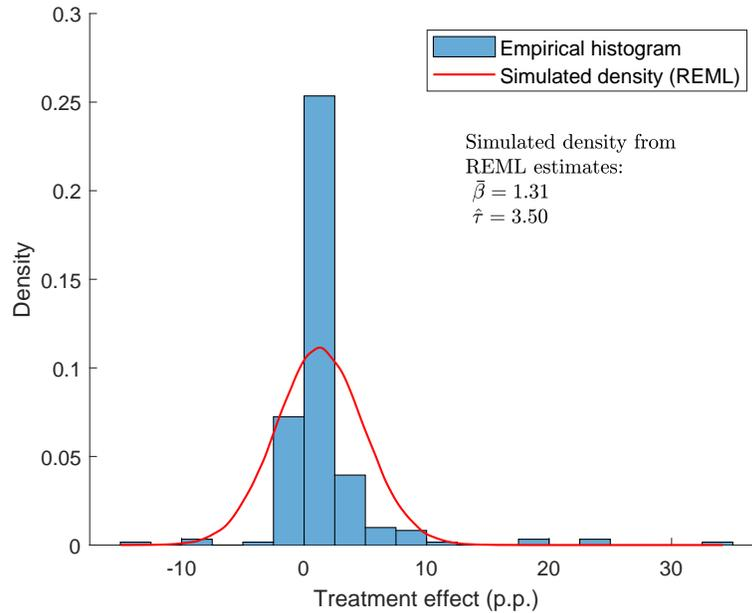 0.3
0.25
0.2
0.15
0.1
0.05
0
Density
Empirical histogram
Simulated density (REML)
Simulated density from
REML estimates:
β̄ = 1.31
τ̂ = 3.50
-10 0 10 20 30
Treatment effect (p.p.)